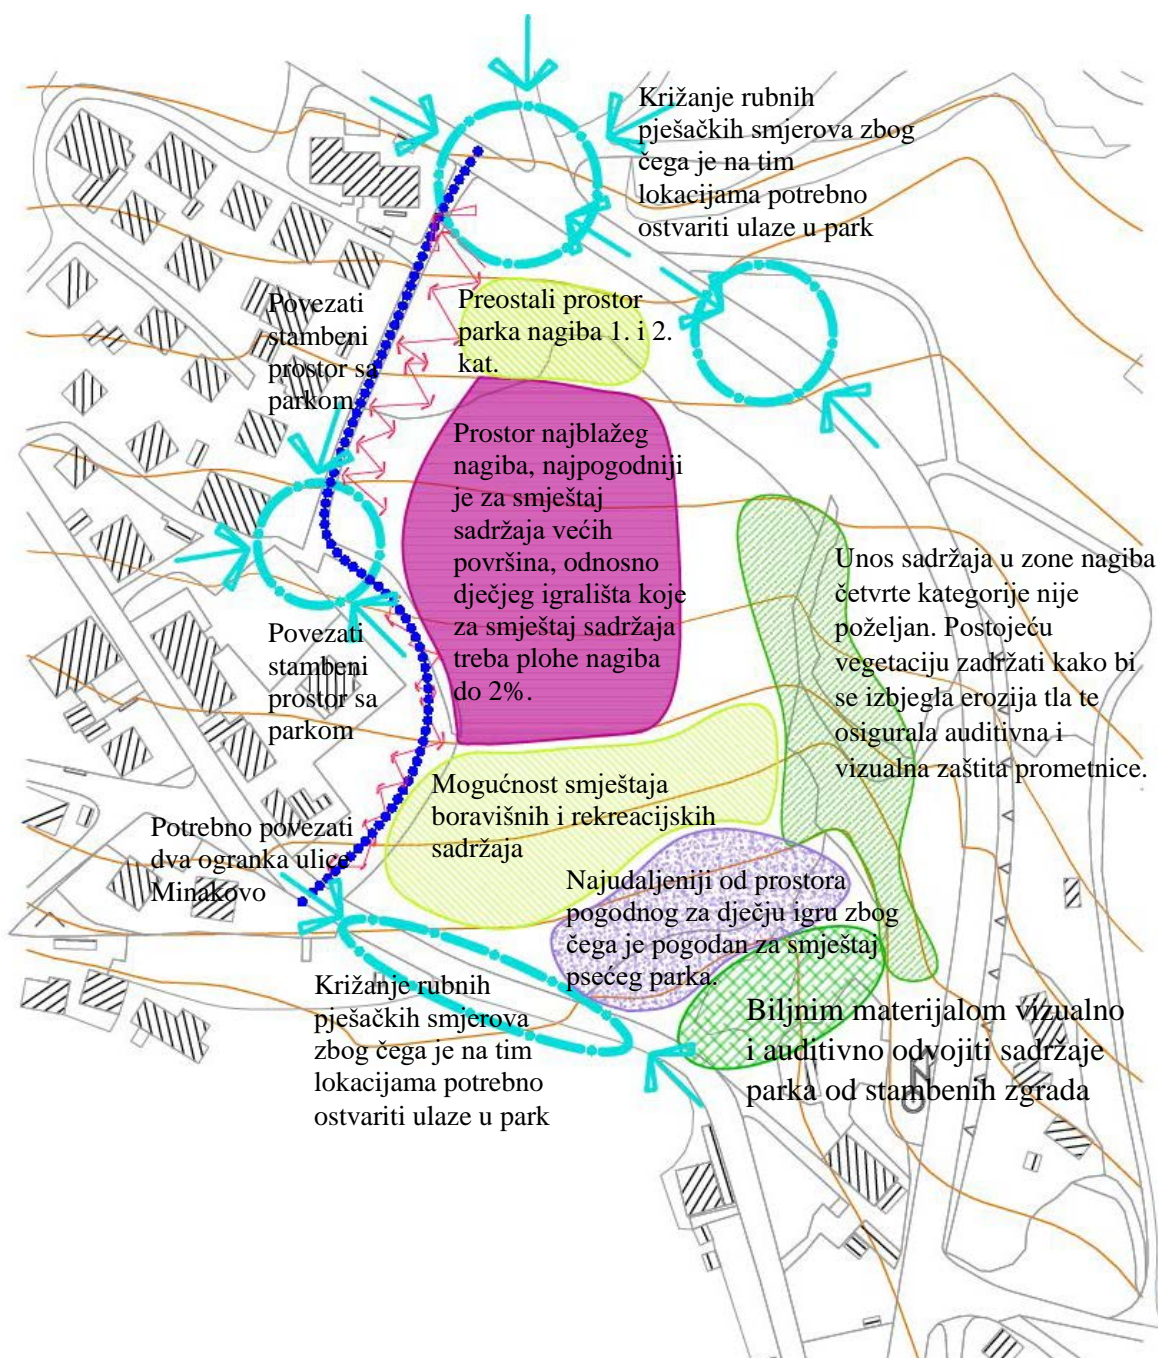 Križanje rubnih
pješačkih smjerova zbog
čega je na tim
lokacijama potrebno
ostvariti ulaze u park
Povezati
stambeni
prostor sa
parkom
Preostali prostor
parka nagiba 1. i 2.
kat.
Prostor najblažeg
nagiba, najpogodniji
je za smještaj
sadržaja većih
površina, odnosno
dječjeg igrališta koje
za smještaj sadržaja
treba plohe nagiba
do 2%.
Unos sadržaja u zone nagiba
četvrte kategorije nije
poželjan. Postojeću
vegetaciju zadržati kako bi
se izbjegla erozija tla te
osigurala auditivna i
vizualna zaštita prometnice.
Povezati
stambeni
prostor sa
parkom
Mogućnost smještaja
boravišnih i rekreacijskih
sadržaja
Potrebno povezati
dva ogranka ulice
Minakovo
Najudaljeniji od prostora
pogodnog za dječju igru zbog
čega je pogodan za smještaj
psećeg parka.
Križanje rubnih
pješačkih smjerova
zbog čega je na tim
lokacijama potrebno
ostvariti ulaze u park
Biljnim materijalom vizualno
i auditivno odvojiti sadržaje
parka od stambenih zgrada